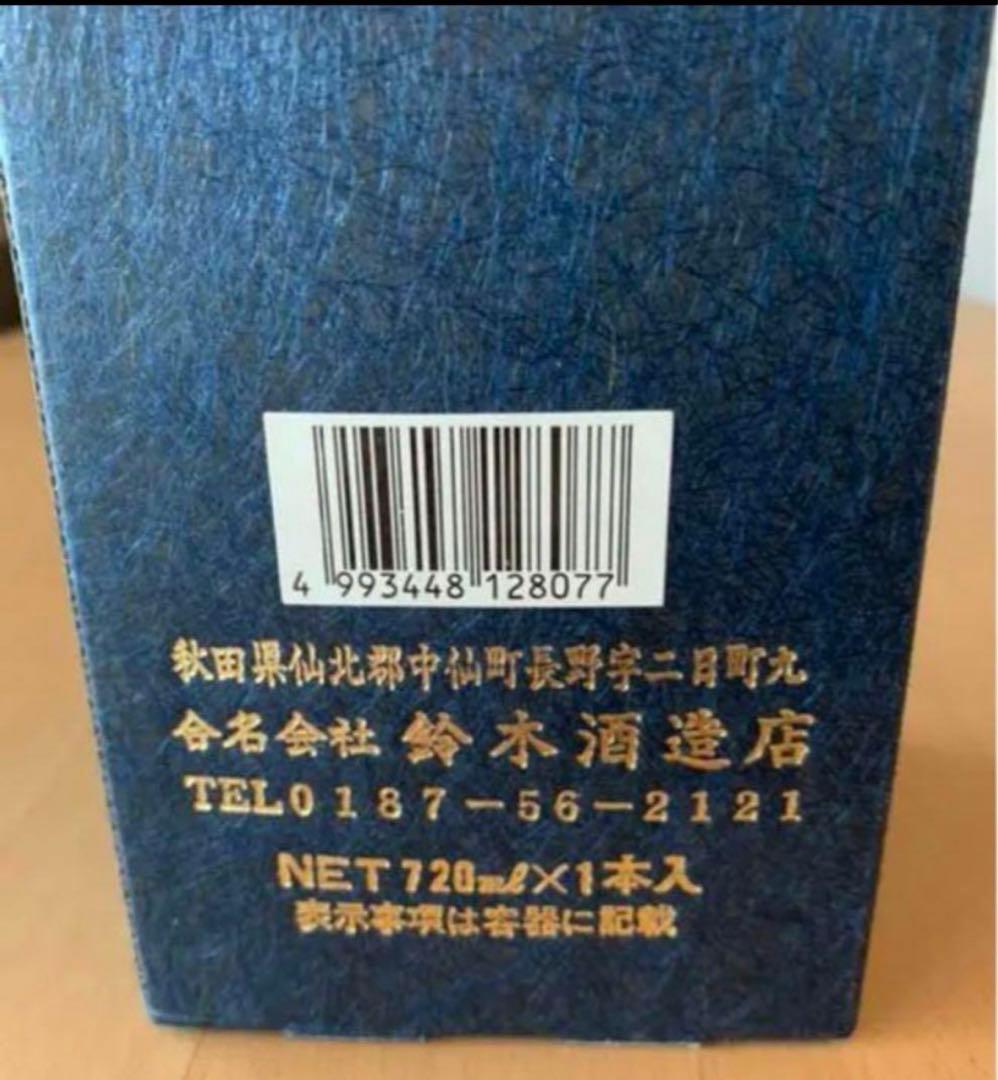 4 993448 128077
秋田県仙北郡中仙町長野字二日町九
合名会社 鈴木酒造店
TEL0187-56-2121
NET 720mℓ×1本入
表示事項は容器に記載